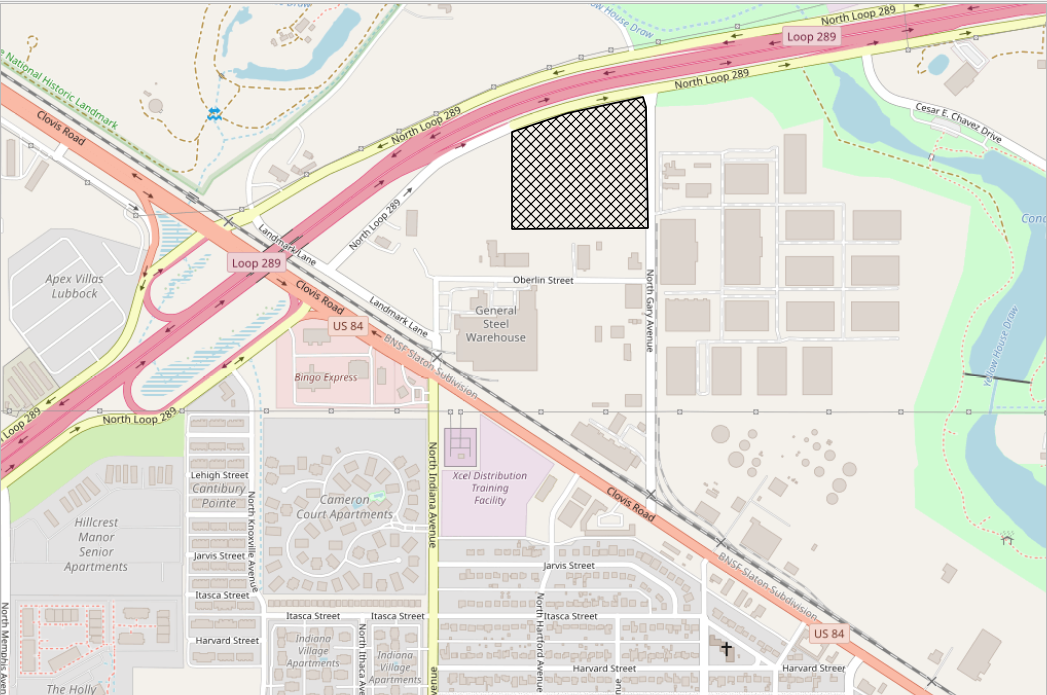 North Loop 289
Loop 289
North Loop 289
House Draw
National Historic Landmark
Clovis Road
North Loop 289
Cesar E. Chavez Drive
North Loop 289
Landmark Lane
Loop 289
Apex Villas
Lubbock
Oberlin Street
North Gary Avenue
Clovis Road
Landmark Lane
General
Steel
Warehouse
US 84
BNSF Slaton Subdivision
Yellow House Draw
Bingo Express
North Loop 289
Loop 289
North Indiana Avenue
Lehigh Street
Cantibury
Pointe
North Knoxville Avenue
Cameron
Court Apartments
Xcel Distribution
Training
Facility
Clovis Road
Hillcrest
Manor
Senior
Apartments
Jarvis Street
Jarvis Street
BNSF Slaton Subdivision
Itasca Street
Itasca Street
Itasca Street
Itasca Street
North Hartford Avenue
North Memphis Aven
Harvard Street
Indiana
Village
Apartments
North Ithaca Av
Indiana
Village
Apartments
US 84
Harvard Street
Harvard Street
The Holly